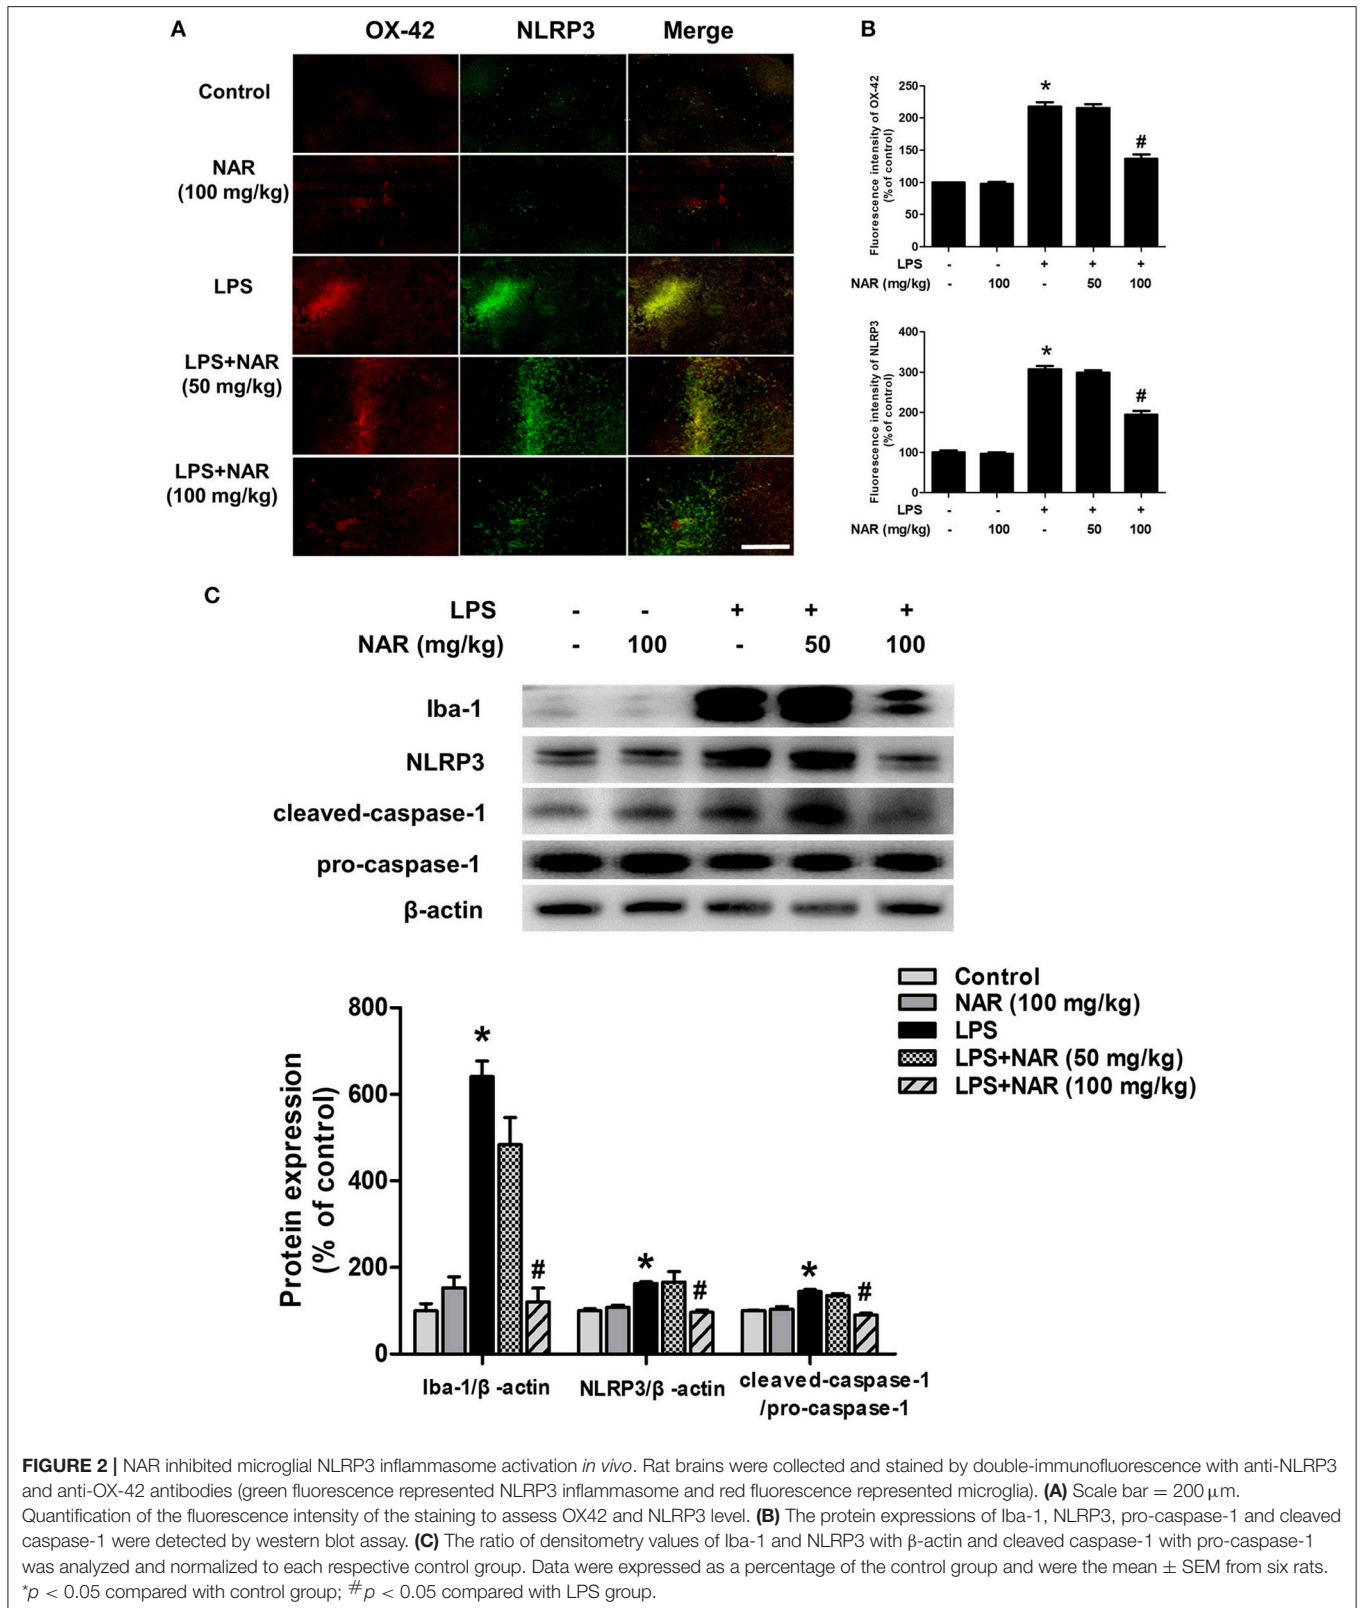 A
OX-42 NLRP3 Merge
Control
NAR
(100 mg/kg)
LPS
LPS+NAR
(50 mg/kg)
LPS+NAR
(100 mg/kg)
B
Fluorescence intensity of OX-42
(%of control)
250
200
150
100
50
0
*
#
LPS - - + + +
NAR (mg/kg) - 100 - 50 100
Fluorescence intensity of NLRP3
(%of control)
400
300
200
100
0
*
#
LPS - - + + +
NAR (mg/kg) - 100 - 50 100
C
LPS - - + + +
NAR (mg/kg) - 100 - 50 100
Iba-1
NLRP3
cleaved-caspase-1
pro-caspase-1
β-actin
Protein expression
(% of control)
800
600
400
200
0
*
#
*
#
*
#
Iba-1/β -actin
NLRP3/β -actin
cleaved-caspase-1
/pro-caspase-1
Control
NAR (100 mg/kg)
LPS
LPS+NAR (50 mg/kg)
LPS+NAR (100 mg/kg)
FIGURE 2 | NAR inhibited microglial NLRP3 inflammasome activation in vivo. Rat brains were collected and stained by double-immunofluorescence with anti-NLRP3
and anti-OX-42 antibodies (green fluorescence represented NLRP3 inflammasome and red fluorescence represented microglia). (A) Scale bar = 200 μm.
Quantification of the fluorescence intensity of the staining to assess OX42 and NLRP3 level. (B) The protein expressions of Iba-1, NLRP3, pro-caspase-1 and cleaved
caspase-1 were detected by western blot assay. (C) The ratio of densitometry values of Iba-1 and NLRP3 with β-actin and cleaved caspase-1 with pro-caspase-1
was analyzed and normalized to each respective control group. Data were expressed as a percentage of the control group and were the mean ± SEM from six rats.
*p < 0.05 compared with control group; #p < 0.05 compared with LPS group.